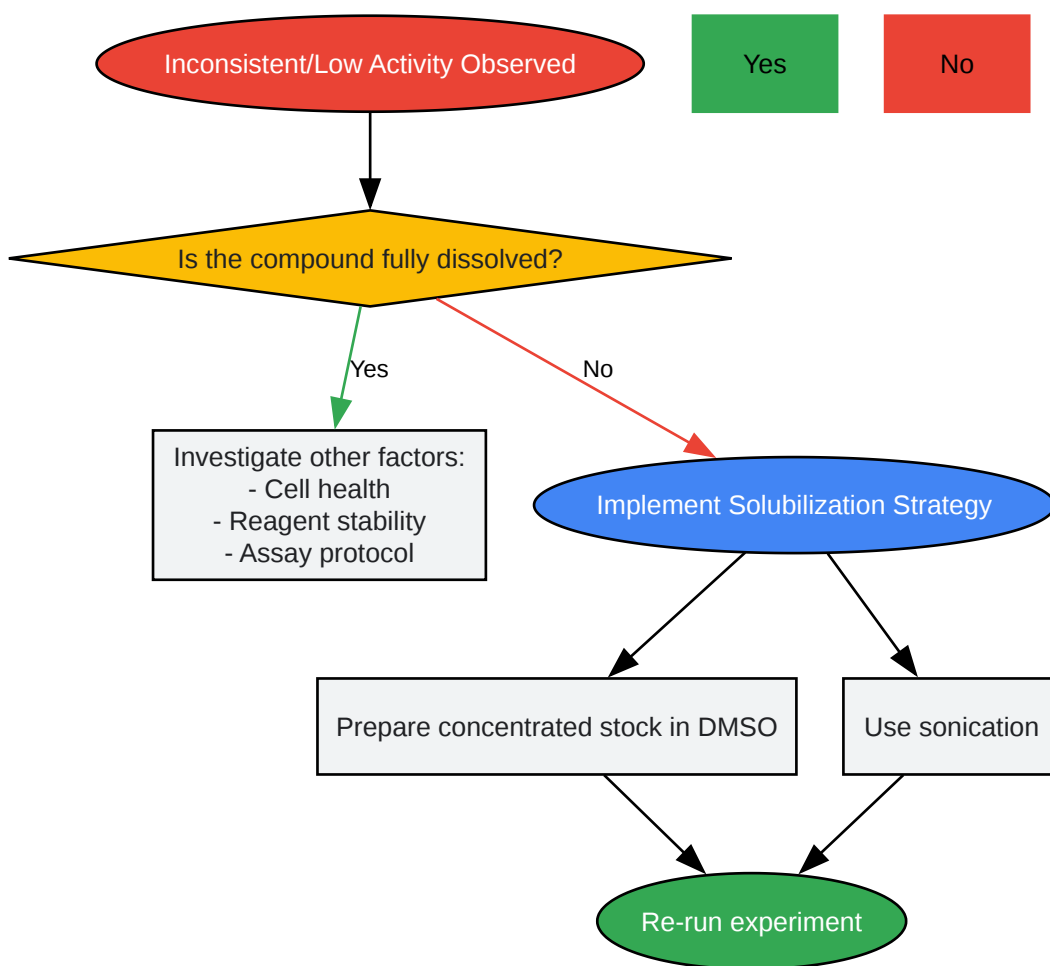 Inconsistent/Low Activity Observed
Yes
No
Is the compound fully dissolved?
Yes
No
Investigate other factors:
- Cell health
- Reagent stability
- Assay protocol
Implement Solubilization Strategy
Prepare concentrated stock in DMSO
Use sonication
Re-run experiment